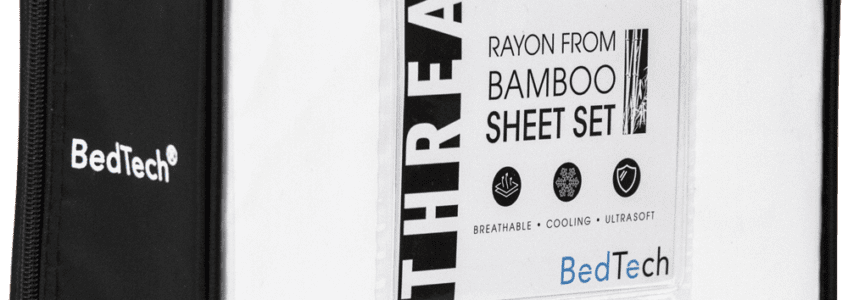 BedTech
THREA
RAYON FROM
BAMBOO
SHEET SET
BREATHABLE • COOLING • ULTRASOFT
BedTech